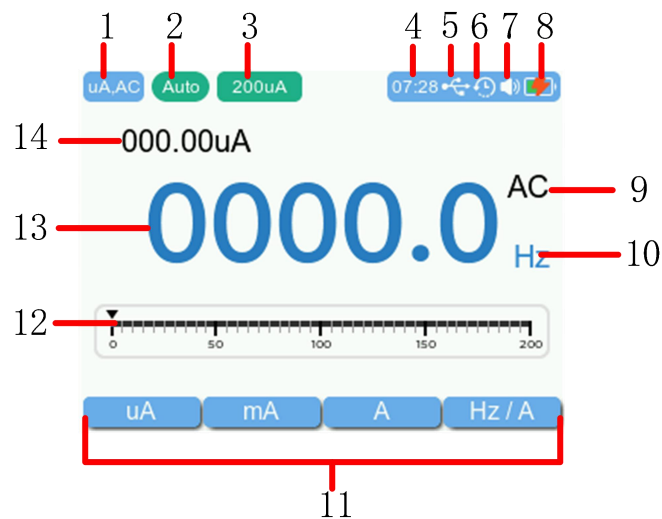 1 2 3 4 5 6 7 8
uA,AC Auto 200uA 07:28
14 000.00uA
AC 9
13 0000.0
Hz 10
12
0 50 100 150 200
uA mA A Hz / A
11